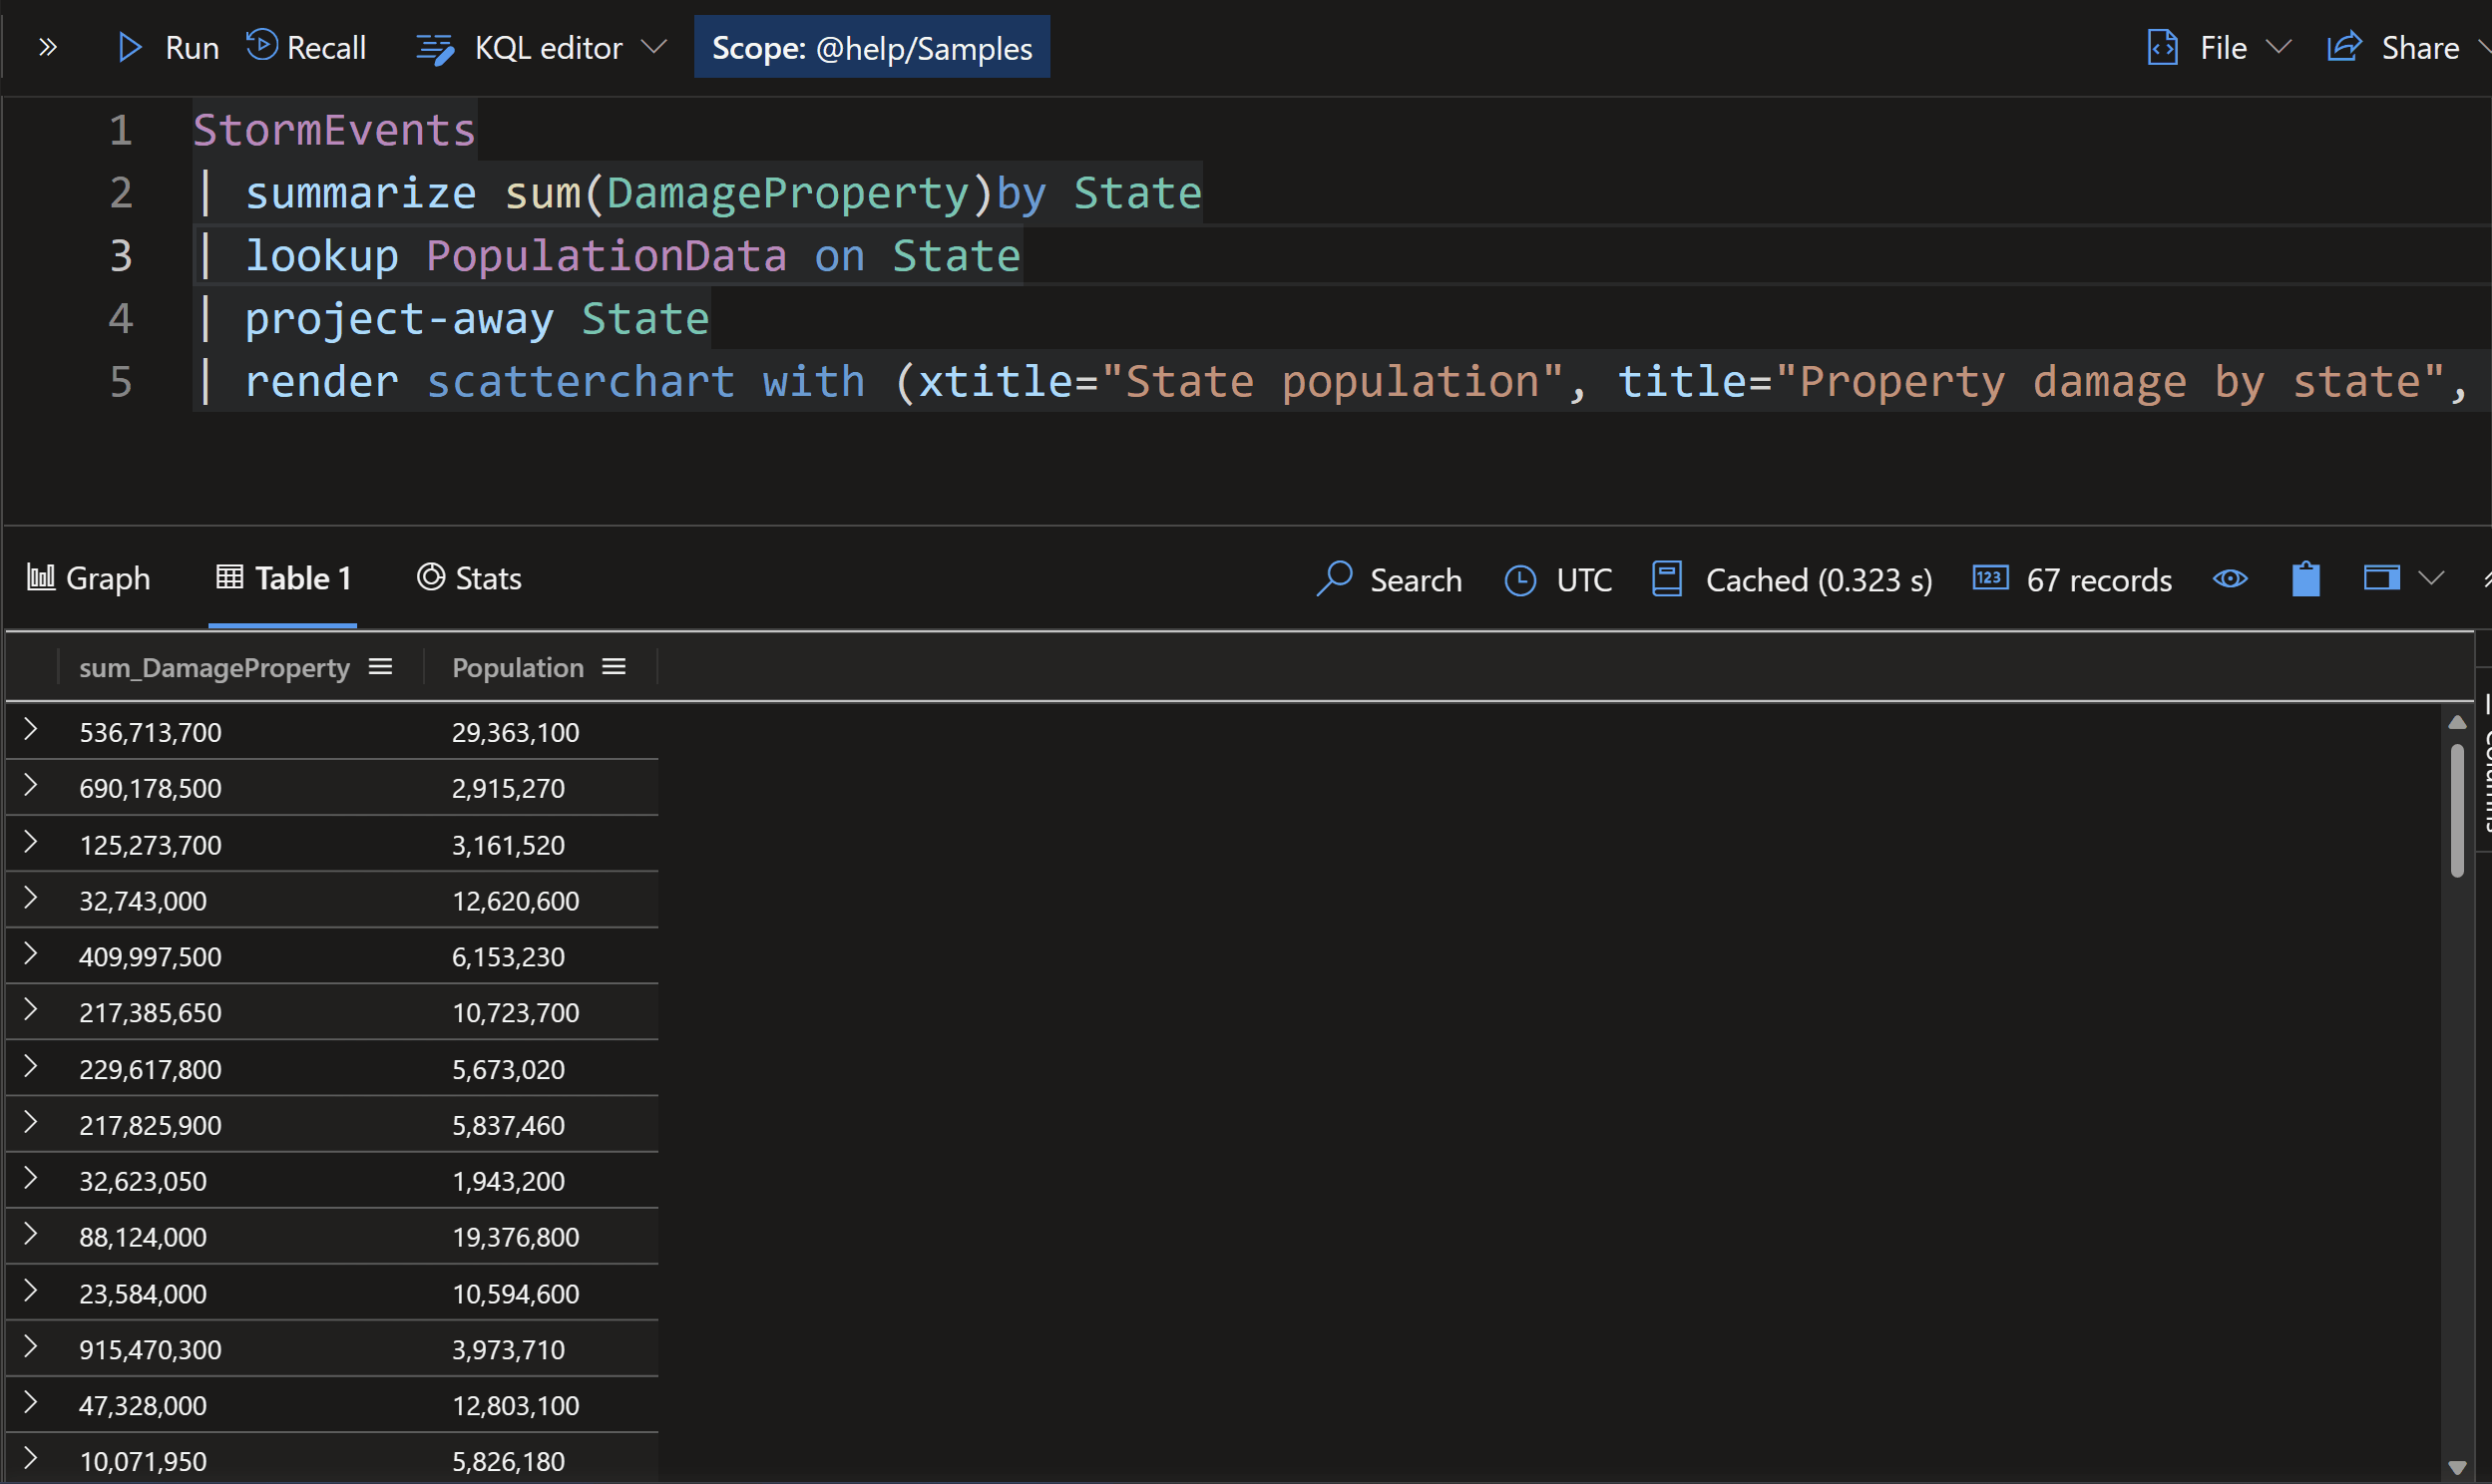 Run Recall KQL editor Scope: @help/Samples File Share
1 StormEvents
2 | summarize sum(DamageProperty)by State
3 | lookup PopulationData on State
4 | project-away State
5 | render scatterchart with (xtitle="State population", title="Property damage by state",
Graph Table 1 Stats Search UTC Cached (0.323 s) 123 67 records
sum_DamageProperty Population
536,713,700 29,363,100
690,178,500 2,915,270
125,273,700 3,161,520
32,743,000 12,620,600
409,997,500 6,153,230
217,385,650 10,723,700
229,617,800 5,673,020
217,825,900 5,837,460
32,623,050 1,943,200
88,124,000 19,376,800
23,584,000 10,594,600
915,470,300 3,973,710
47,328,000 12,803,100
10,071,950 5,826,180